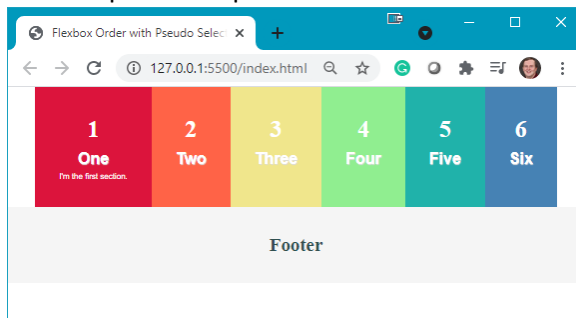 Flexbox Order with Pseudo Selec
127.0.0.1:5500/index.html
1 2 3 4 5 6
One Two Three Four Five Six
I'm the first section.
Footer